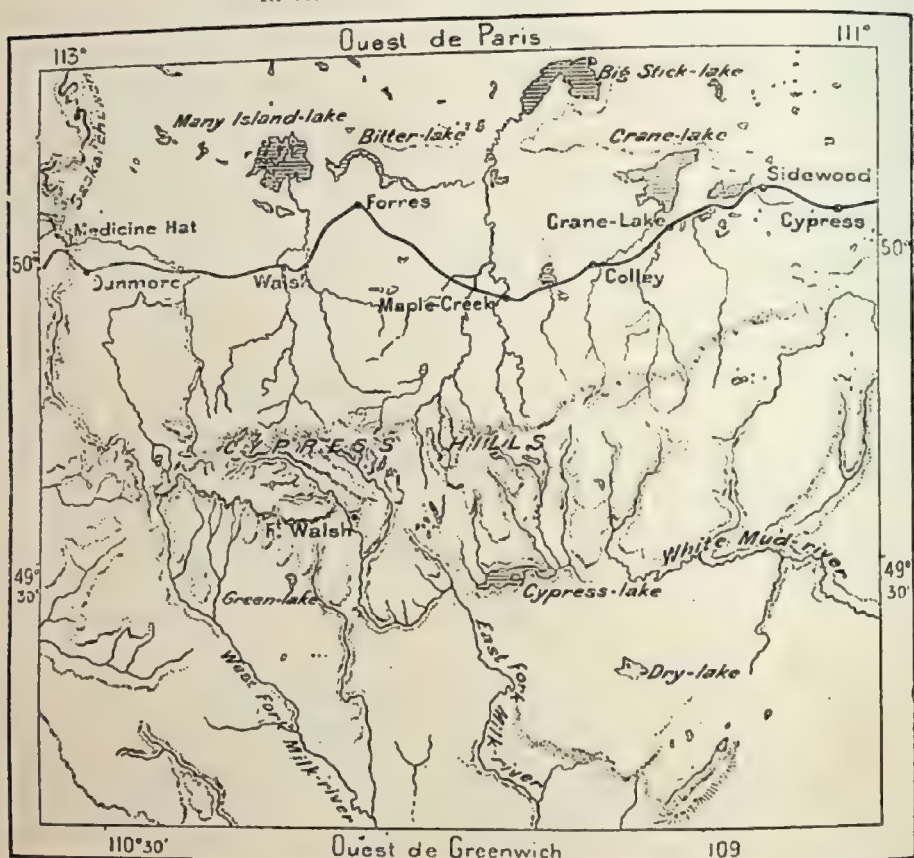 Ouest de Paris
113°
111°
Big Stick-lake
Many Island-lake
Bitter-lake
Crane-lake
Saskatch
Sidewood
Forres
Medicine Hat
Crane-Lake
Cypress
50°
50°
Dunmore
Walsh
Colley
Maple-Creek
CYPRESS HILLS
Ft. Walsh
White Mud-river
49°
30'
49°
30'
Green-lake
Cypress-lake
East Fork
Milk-river
Dry-lake
West Fork Milk-river
110°30'
Ouest de Greenwich
109